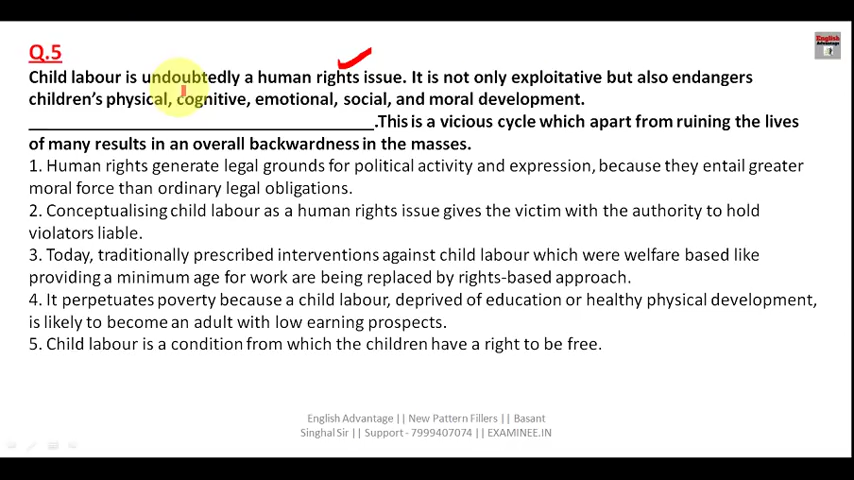 English
Advantage
Q.5
Child labour is undoubtedly a human rights issue. It is not only exploitative but also endangers
children's physical, cognitive, emotional, social, and moral development.
___________________________________.This is a vicious cycle which apart from ruining the lives
of many results in an overall backwardness in the masses.
1. Human rights generate legal grounds for political activity and expression, because they entail greater
moral force than ordinary legal obligations.
2. Conceptualising child labour as a human rights issue gives the victim with the authority to hold
violators liable.
3. Today, traditionally prescribed interventions against child labour which were welfare based like
providing a minimum age for work are being replaced by rights-based approach.
4. It perpetuates poverty because a child labour, deprived of education or healthy physical development,
is likely to become an adult with low earning prospects.
5. Child labour is a condition from which the children have a right to be free.
English Advantage || New Pattern Fillers || Basant
Singhal Sir || Support - 7999407074 || EXAMINEE.IN